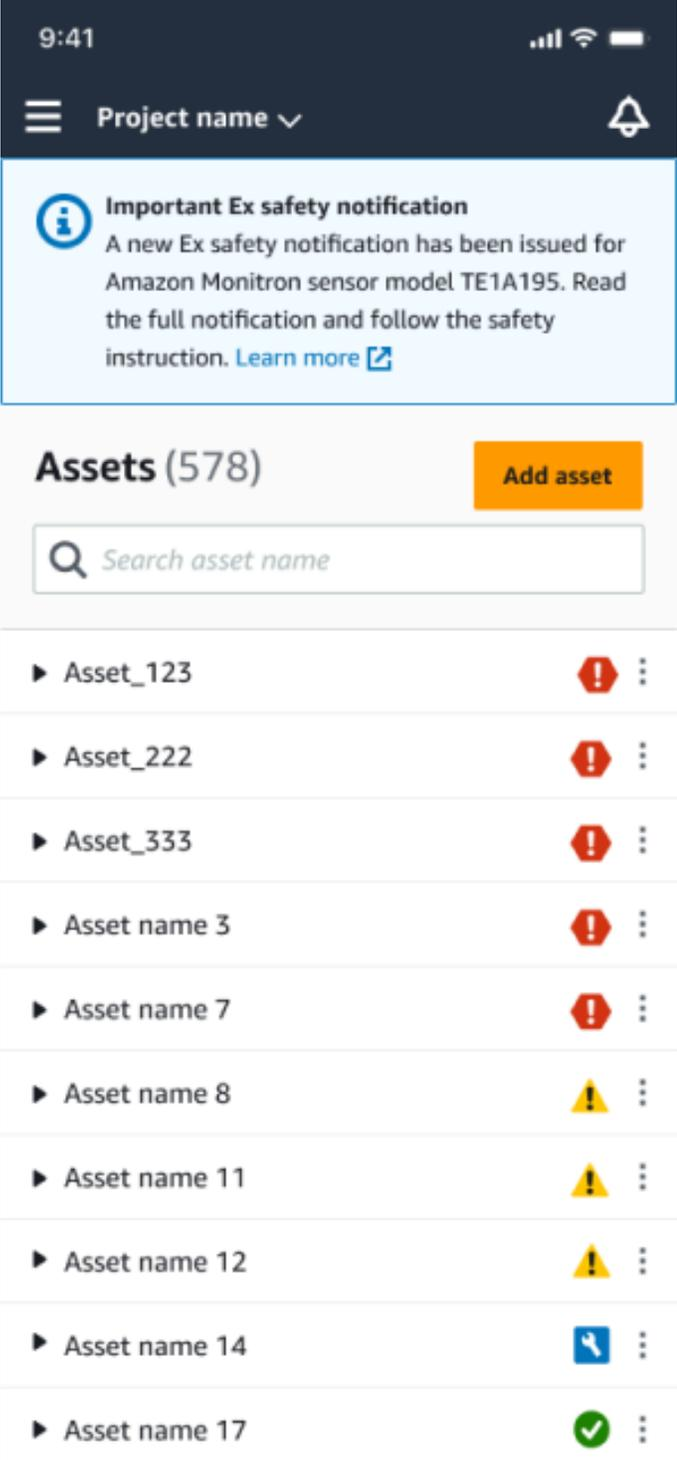 9:41
Project name
Important Ex safety notification
A new Ex safety notification has been issued for
Amazon Monitron sensor model TE1A195. Read
the full notification and follow the safety
instruction. Learn more
Assets (578)
Add asset
Search asset name
Asset_123
Asset_222
Asset_333
Asset name 3
Asset name 7
Asset name 8
Asset name 11
Asset name 12
Asset name 14
Asset name 17